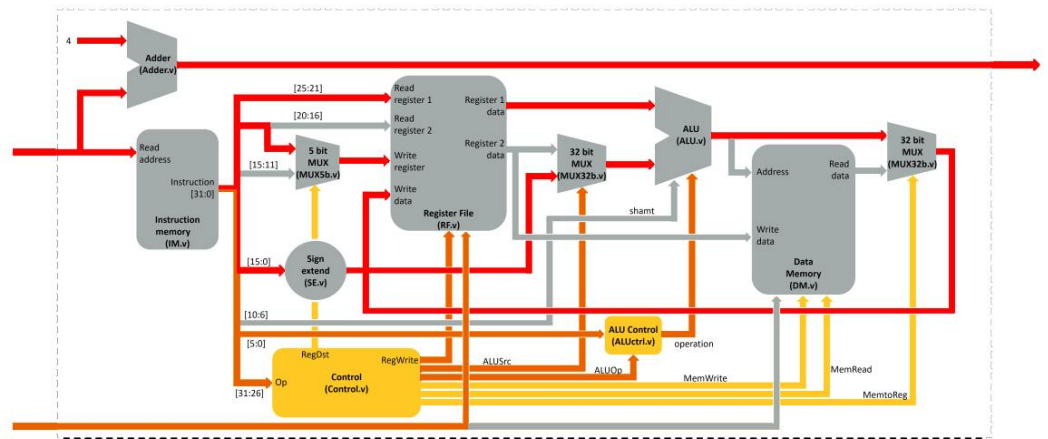 4
Adder
(Adder.v)
Read
address
Instruction
[31:0]
Instruction
memory
(IM.v)
[25:21]
[20:16]
[15:11]
5 bit
MUX
(MUX5b.v)
Read
register 1
Read
register 2
Write
register
Write
data
Register 1
data
Register 2
data
Register File
(RF.v)
32 bit
MUX
(MUX32b.v)
ALU
(ALU.v)
shamt
Address
Read
data
Write
data
Data
Memory
(DM.v)
32 bit
MUX
(MUX32b.v)
[15:0]
Sign
extend
(SE.v)
[10:6]
[5:0]
ALU Control
(ALUctrl.v)
operation
RegDst
RegWrite
Op
[31:26]
Control
(Control.v)
ALUSrc
ALUOp
MemWrite
MemRead
MemtoReg